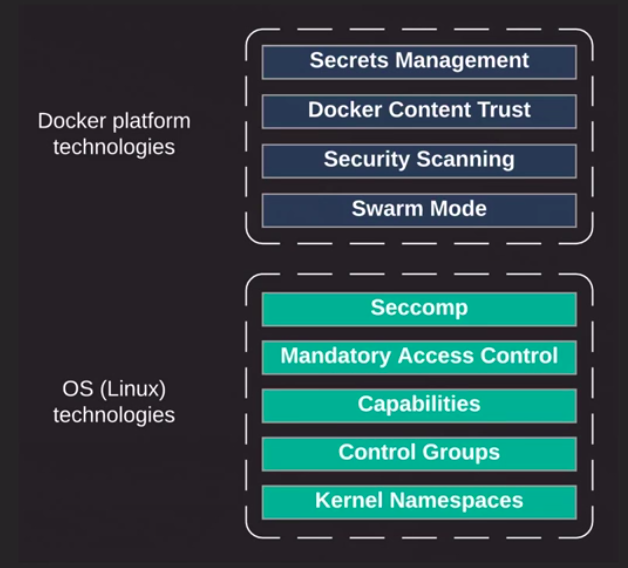 Docker platform
technologies
Secrets Management
Docker Content Trust
Security Scanning
Swarm Mode
OS (Linux)
technologies
Seccomp
Mandatory Access Control
Capabilities
Control Groups
Kernel Namespaces